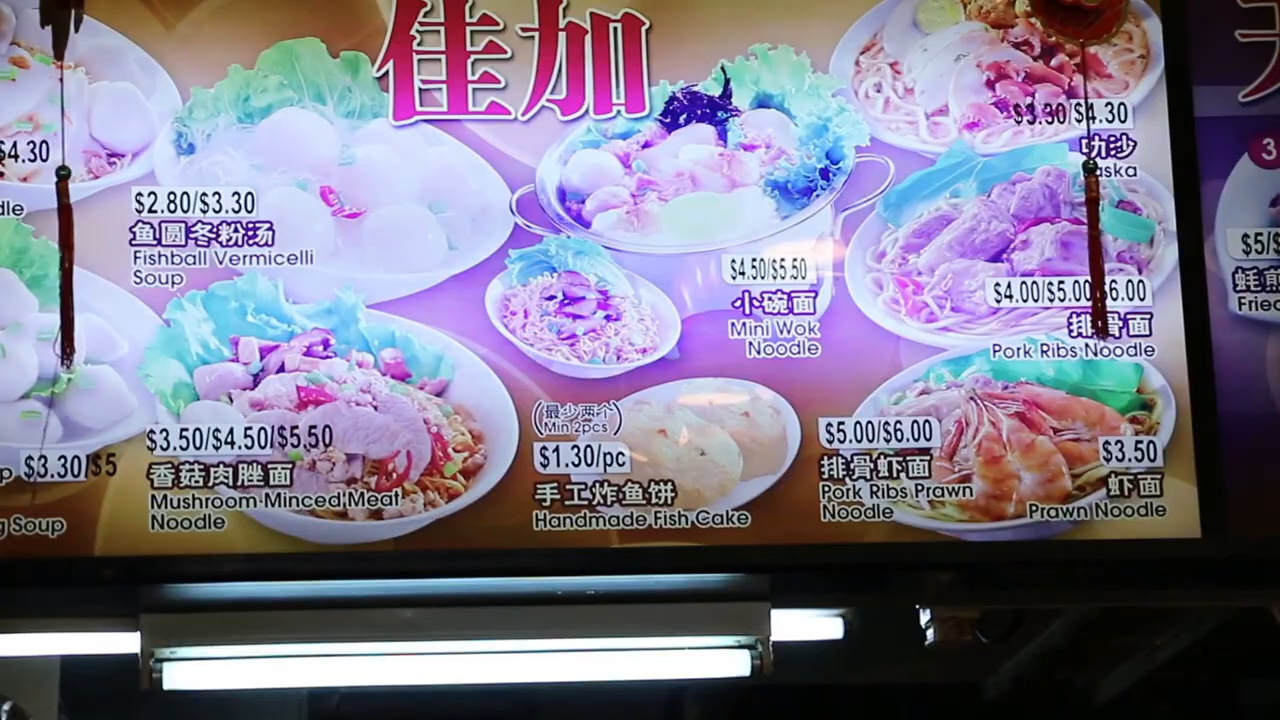 佳加
$4.30
$2.80/$3.30
鱼圆冬粉汤
Fishball Vermicelli
Soup
$3.30/$4.30
叻沙
$4.50/$5.50
小碗面
Mini Wok
Noodle
$4.00/$5.00/$6.00
排骨面
Pork Ribs Noodle
$3.50/$4.50/$5.50
香菇肉脞面
Mushroom Minced Meat
Noodle
(最少两个)
Min 2pcs
$1.30/pc
手工炸鱼饼
Handmade Fish Cake
$5.00/$6.00
排骨虾面
Pork Ribs Prawn
Noodle
$3.50
虾面
Prawn Noodle
$3.30/$5
Soup
3
$5/$
蚝煎